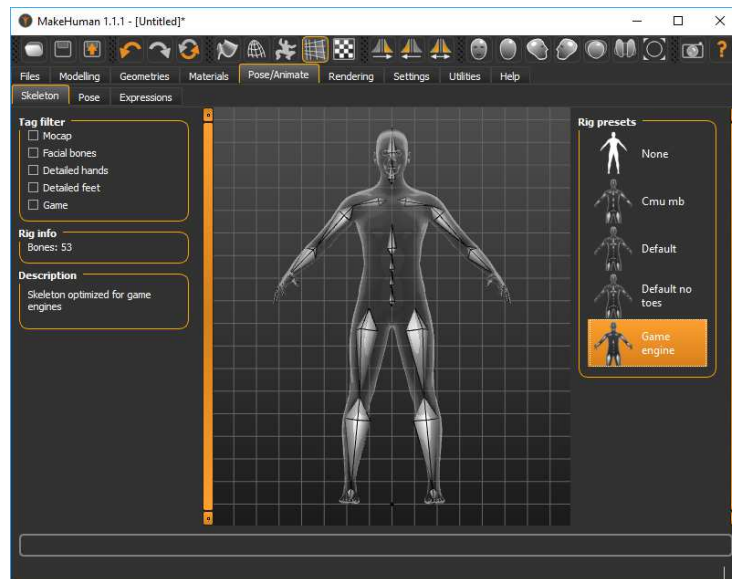 MakeHuman 1.1.1 - [Untitled]*
Files Modelling Geometries Materials Pose/Animate Rendering Settings Utilities Help
Skeleton Pose Expressions
Tag filter
Mocap
Facial bones
Detailed hands
Detailed feet
Game
Rig info
Bones: 53
Description
Skeleton optimized for game
engines
Rig presets
None
Cmu mb
Default
Default no
toes
Game
engine